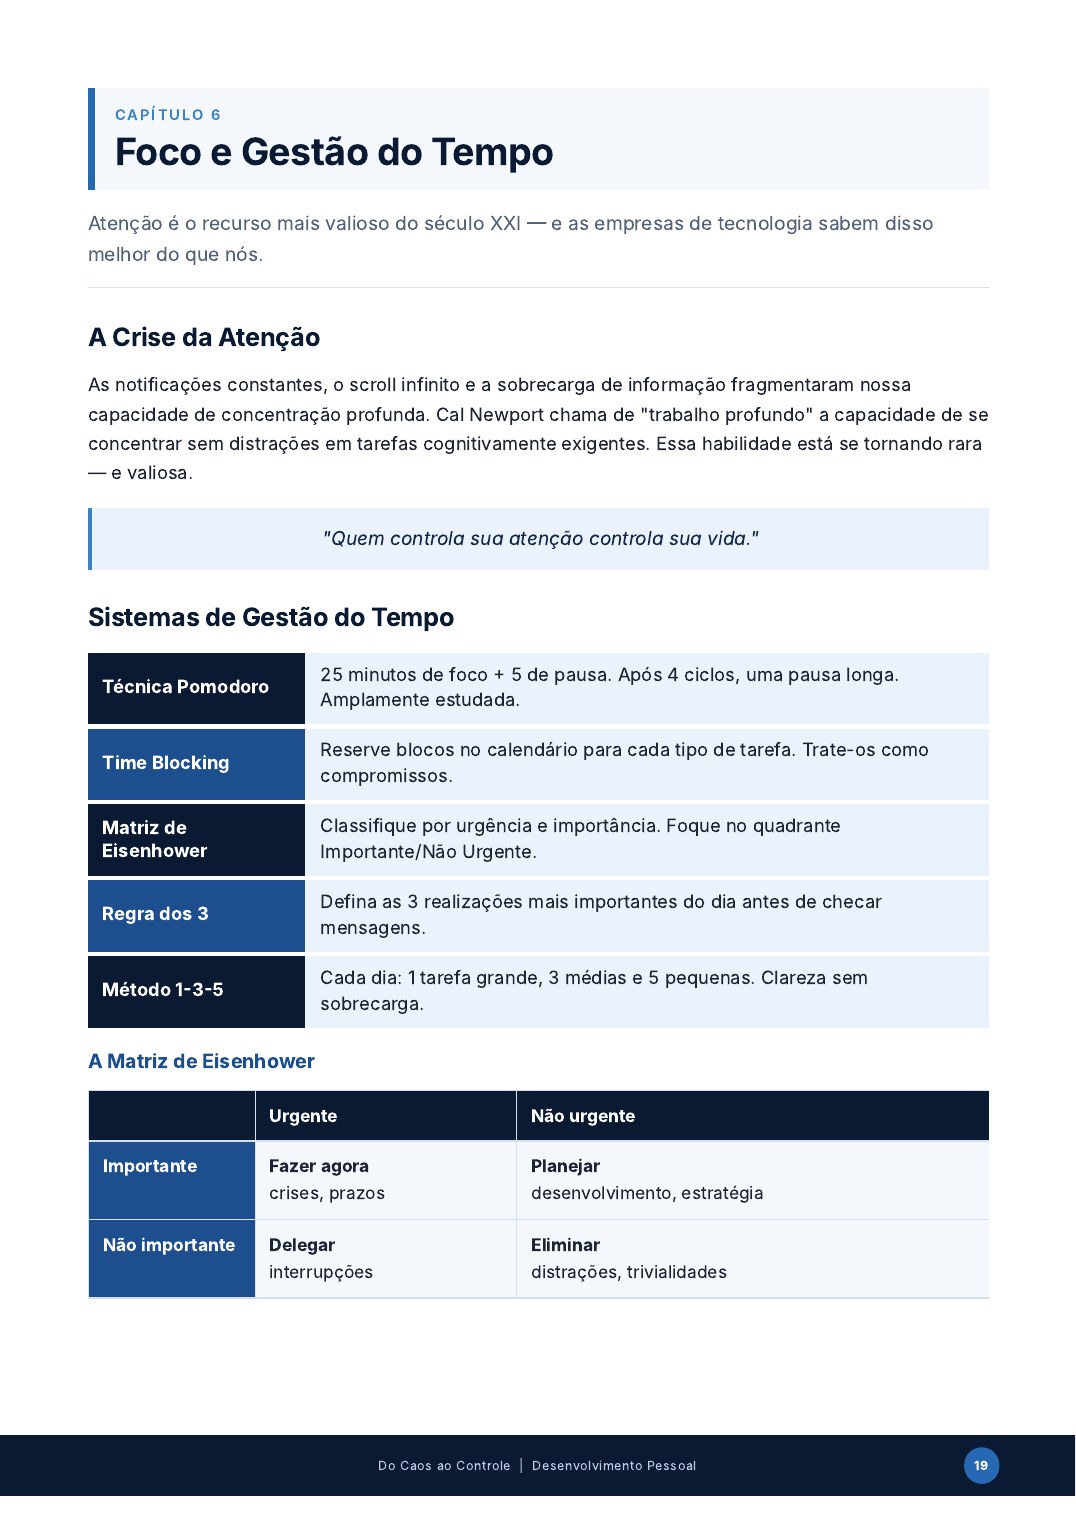 CAPÍTULO 6
Foco e Gestão do Tempo
Atenção é o recurso mais valioso do século XXI — e as empresas de tecnologia sabem disso
melhor do que nós.
A Crise da Atenção
As notificações constantes, o scroll infinito e a sobrecarga de informação fragmentaram nossa
capacidade de concentração profunda. Cal Newport chama de "trabalho profundo" a capacidade de se
concentrar sem distrações em tarefas cognitivamente exigentes. Essa habilidade está se tornando rara
— e valiosa.
"Quem controla sua atenção controla sua vida."
Sistemas de Gestão do Tempo
Técnica Pomodoro
25 minutos de foco + 5 de pausa. Após 4 ciclos, uma pausa longa.
Amplamente estudada.
Time Blocking
Reserve blocos no calendário para cada tipo de tarefa. Trate-os como
compromissos.
Matriz de
Eisenhower
Classifique por urgência e importância. Foque no quadrante
Importante/Não Urgente.
Regra dos 3
Defina as 3 realizações mais importantes do dia antes de checar
mensagens.
Método 1-3-5
Cada dia: 1 tarefa grande, 3 médias e 5 pequenas. Clareza sem
sobrecarga.
A Matriz de Eisenhower
Urgente
Não urgente
Importante
Fazer agora
crises, prazos
Planejar
desenvolvimento, estratégia
Não importante
Delegar
interrupções
Eliminar
distrações, trivialidades
Do Caos ao Controle | Desenvolvimento Pessoal
19